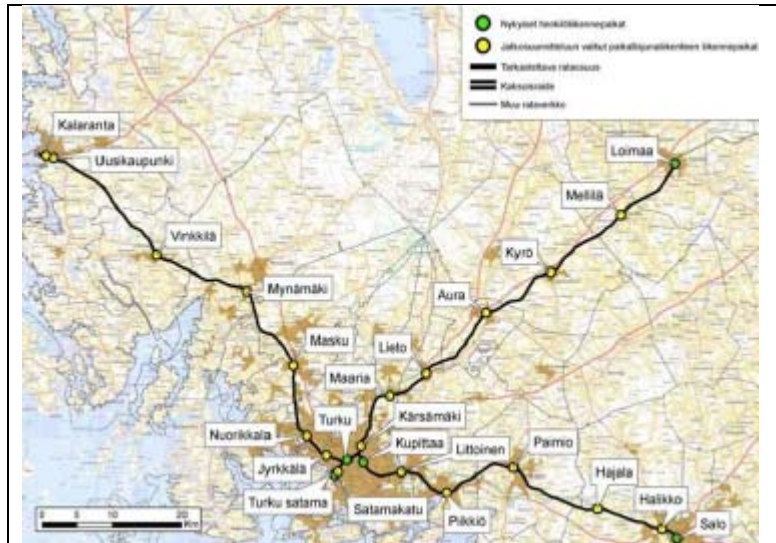 Nykyiset henkilöliikennepaikat
Jatkosuunnitteluun valitut paikallisjunaliikenteen liikennepaikat
Tarkasteltava rataosuus
Kaksoisraide
Muu rataverkko
Kalaranta
Uusikaupunki
Vinkkilä
Mynämäki
Masku
Maaria
Lieto
Aura
Kyrö
Mellilä
Loimaa
Turku
Nuorikkala
Jyrkkälä
Turku satama
Kärsämäki
Kupittaa
Littoinen
Satamakatu
Piikkiö
Paimio
Hajala
Halikko
Salo
0 5 10 20
Km